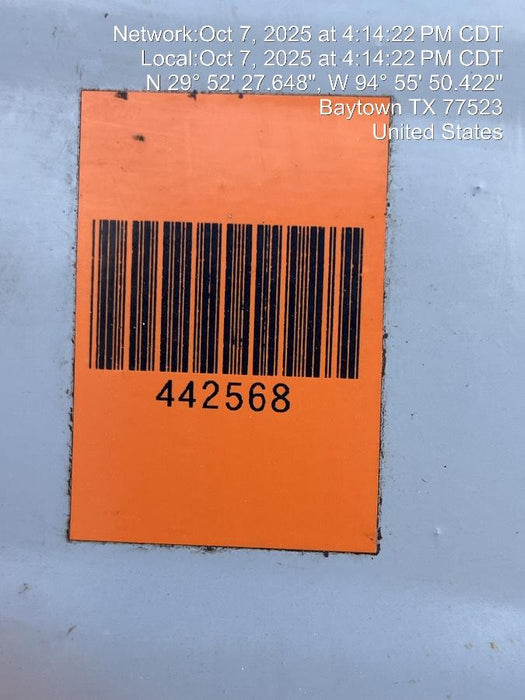 Network:Oct 7, 2025 at 4:14:22 PM CDT
Local:Oct 7, 2025 at 4:14:22 PM CDT
N 29° 52' 27.648", W 94° 55' 50.422"
Baytown TX 77523
United States
442568